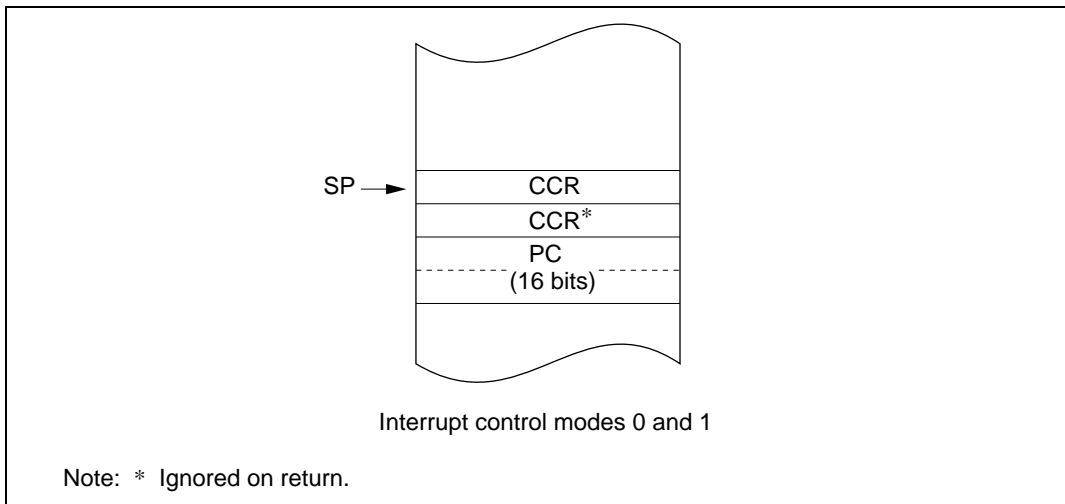 SP
CCR
CCR*
PC
(16 bits)
Interrupt control modes 0 and 1
Note: * Ignored on return.